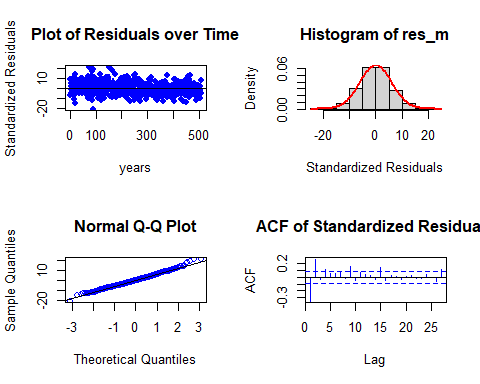 Plot of Residuals over Time
Standardized Residuals
-20
10
0
100
300
500
years
Histogram of res_m
Density
0.00
0.06
-20
0
10
20
Standardized Residuals
Normal Q-Q Plot
Sample Quantiles
-20
10
-3
-2
-1
0
1
2
3
Theoretical Quantiles
ACF of Standardized Residua
ACF
-0.3
0.2
0
5
10
15
20
25
Lag